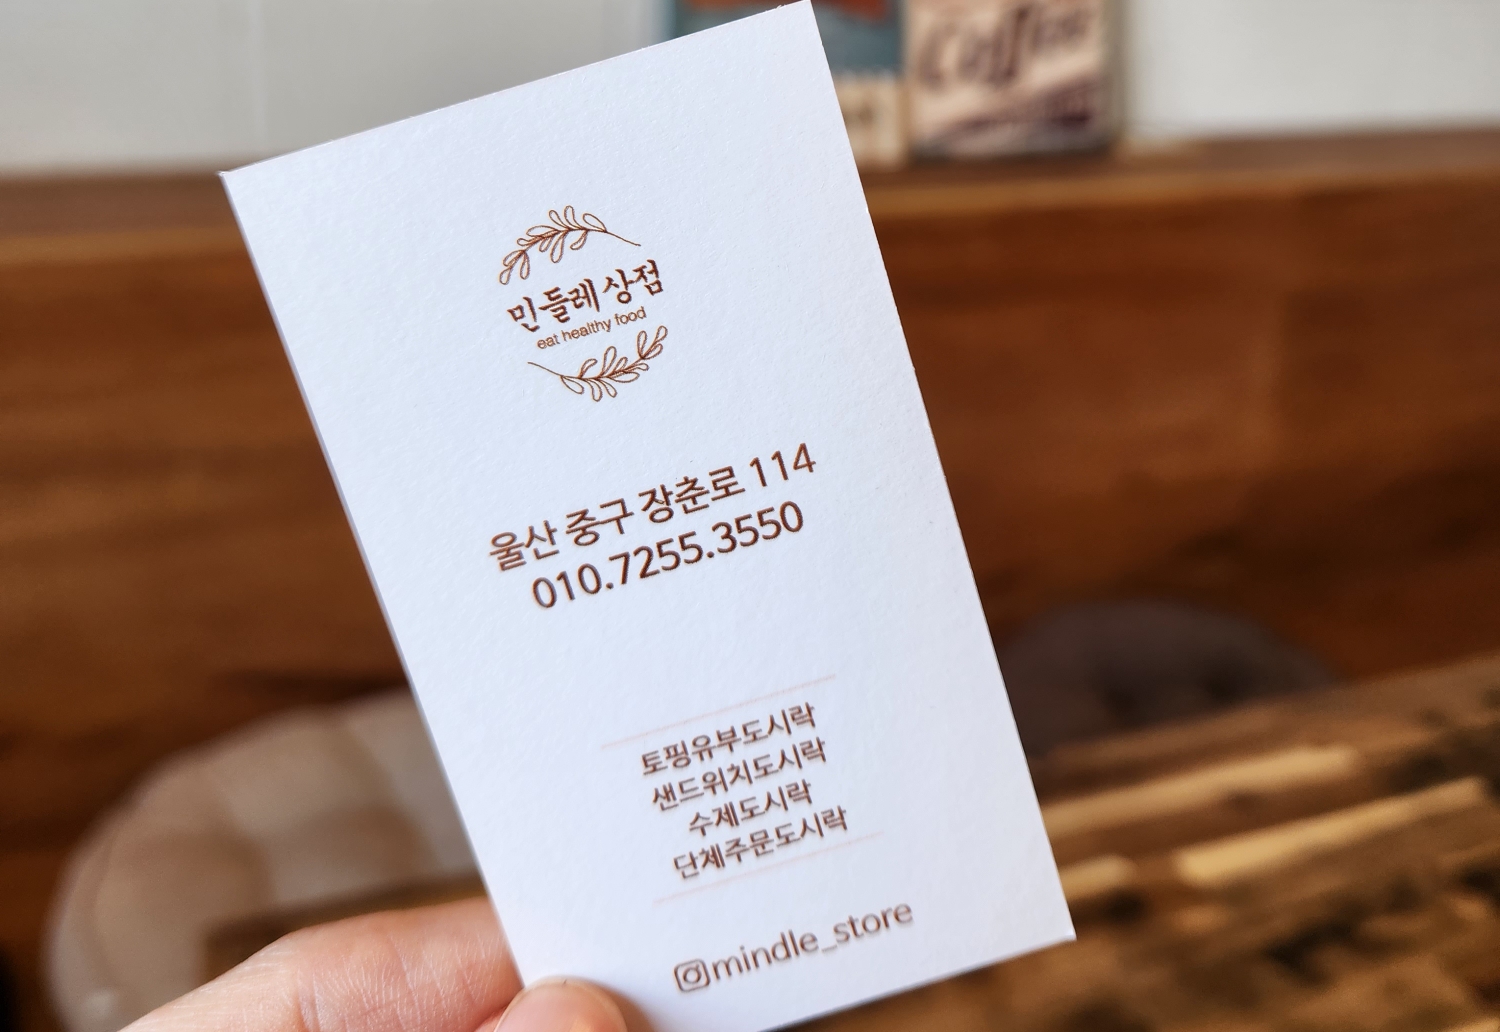 Coffee
민들레 상점
eat healthy food
울산 중구 장춘로 114
010.7255.3550
토핑유부도시락
샌드위치도시락
수제도시락
단체주문도시락
mindle_store